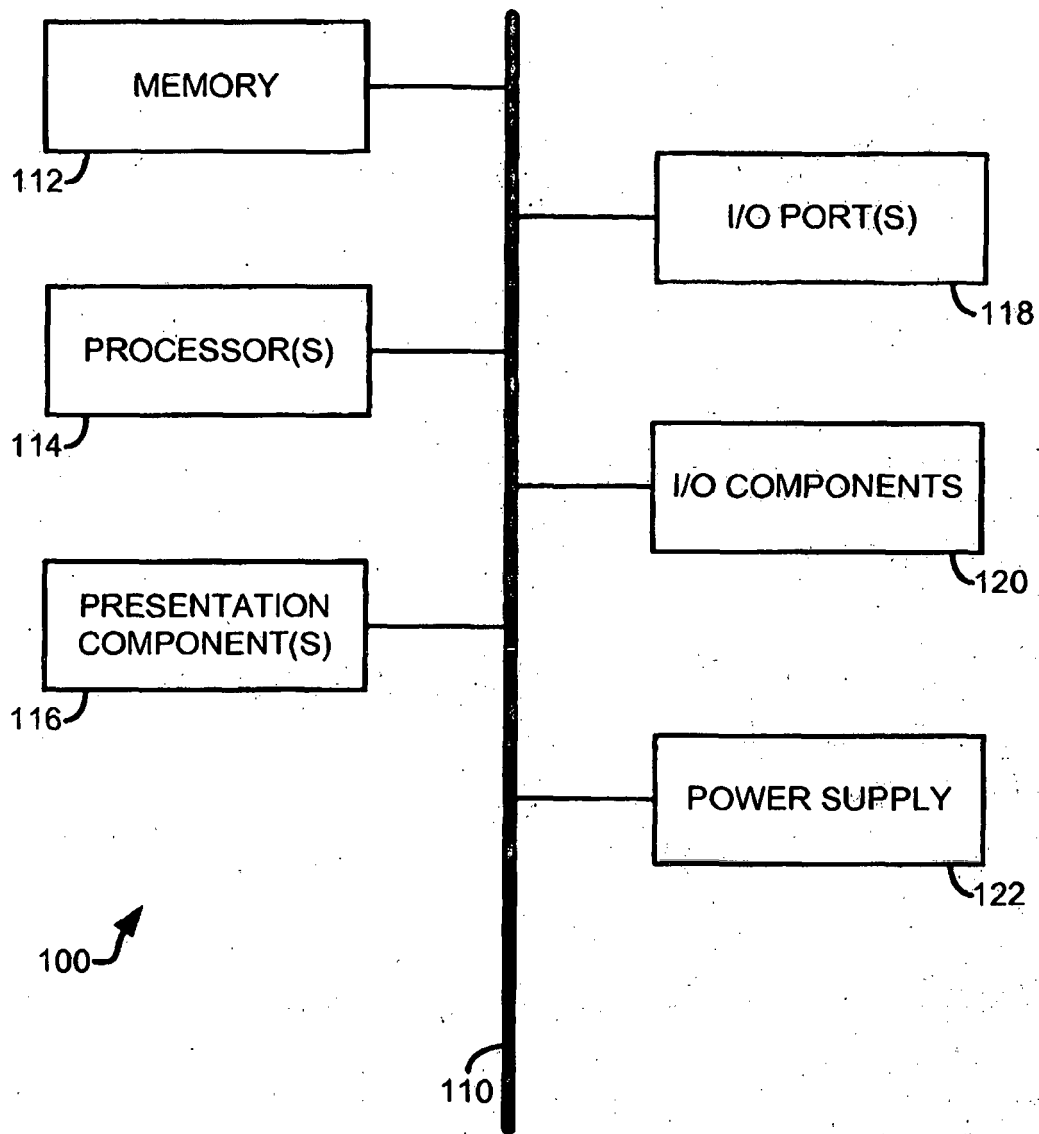 MEMORY
112
I/O PORT(S)
118
PROCESSOR(S)
114
I/O COMPONENTS
120
PRESENTATION
COMPONENT(S)
116
POWER SUPPLY
122
100
110